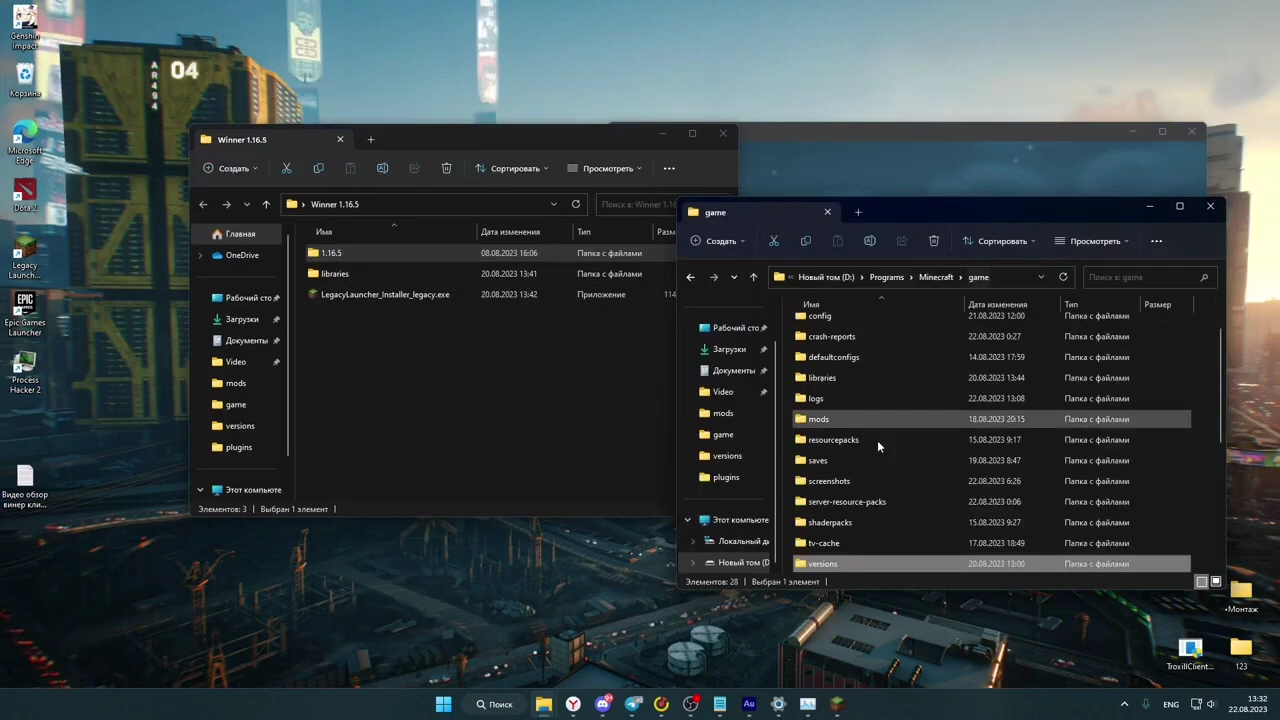 Genshin
Impact
Корзина
Microsoft
Edge
Dota 2
Legacy
Launch...
EPIC
GAMES
Epic Games
Launcher
Process
Hacker 2
Видео обзор
винер кли...
AR494
04
Winner 1.16.5
Создать
Сортировать
Просмотреть
Winner 1.16.5
Поиск в: Winner 1.16
Имя
Дата изменения
Тип
Разм
Главная
OneDrive
Рабочий сто
Загрузки
Документы
Video
mods
game
versions
plugins
Этот компьюте
1.16.5
08.08.2023 16:06
Папка с файлами
libraries
20.08.2023 13:41
Папка с файлами
LegacyLauncher_Installer_legacy.exe
20.08.2023 13:42
Приложение
114
Элементов: 3
Выбран 1 элемент
game
Создать
Сортировать
Просмотреть
Новый том (D:)
Programs
Minecraft
game
Поиск в: game
Имя
Дата изменения
Тип
Размер
Рабочий сто
Загрузки
Документы
Video
mods
game
versions
plugins
Этот компьюте
Локальный ди
Новый том (D
config
21.08.2023 12:00
Папка с файлами
crash-reports
22.08.2023 0:27
Папка с файлами
defaultconfigs
14.08.2023 17:59
Папка с файлами
libraries
20.08.2023 13:44
Папка с файлами
logs
22.08.2023 13:08
Папка с файлами
mods
18.08.2023 20:15
Папка с файлами
resourcepacks
15.08.2023 9:17
Папка с файлами
saves
19.08.2023 8:47
Папка с файлами
screenshots
22.08.2023 6:26
Папка с файлами
server-resource-packs
22.08.2023 0:06
Папка с файлами
shaderpacks
15.08.2023 9:27
Папка с файлами
tv-cache
17.08.2023 18:49
Папка с файлами
versions
20.08.2023 13:00
Папка с файлами
Элементов: 28
Выбран 1 элемент
•Монтаж
TroxillClient...
123
Поиск
Au
ENG
13:32
22.08.2023